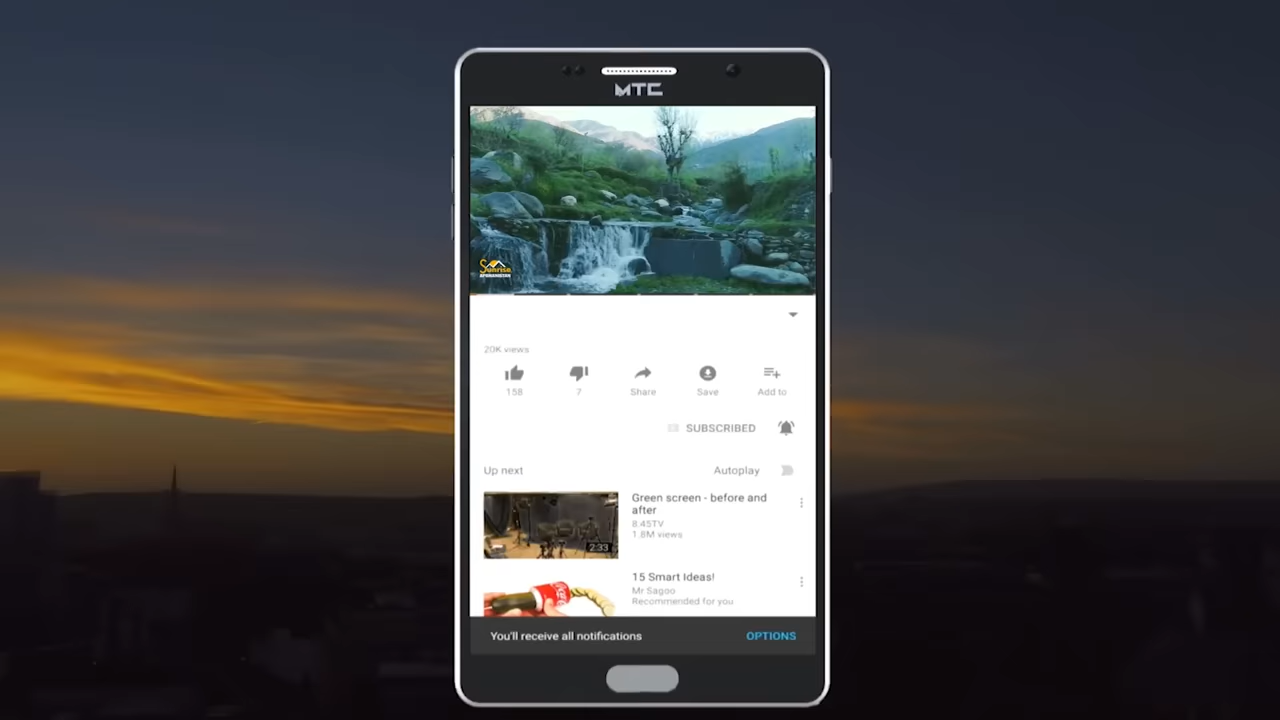 MTC
Sunrise
AFGHANISTAN
20K views
158
7
Share
Save
Add to
SUBSCRIBED
Up next
Autoplay
Green screen - before and
after
8.45TV
1.8M views
2:33
15 Smart Ideas!
Mr Sagoo
Recommended for you
You'll receive all notifications
OPTIONS